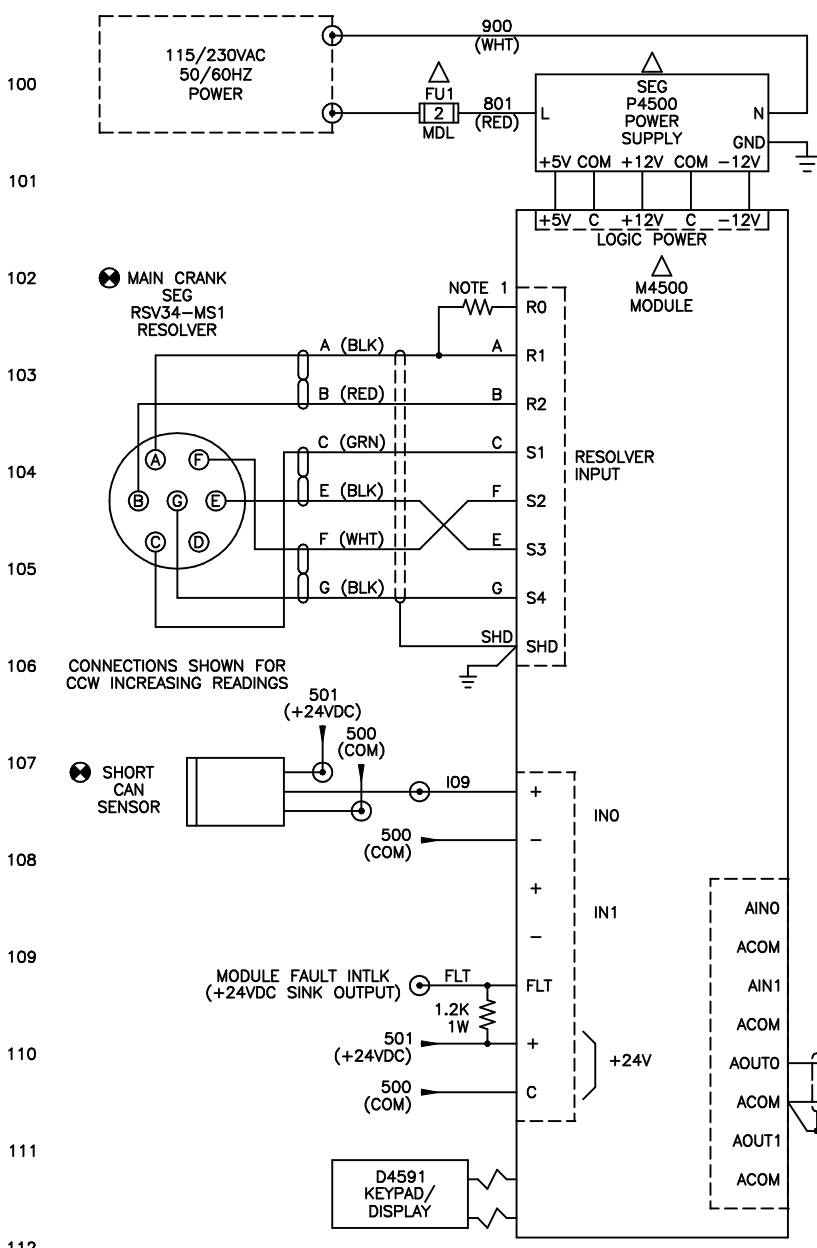 900
(WHT)
115/230VAC
50/60HZ
POWER
100
FU1
2
MDL
801
(RED)
SEG
P4500
POWER
SUPPLY
L
N
GND
+5V COM +12V COM -12V
101
+5V C +12V C -12V
LOGIC POWER
M4500
MODULE
102
MAIN CRANK
SEG
RSV34-MS1
RESOLVER
NOTE 1
R0
A (BLK)
A
R1
103
B (RED)
B
R2
C (GRN)
C
S1
RESOLVER
INPUT
104
A
F
B
G
E
C
D
E (BLK)
F
S2
F (WHT)
E
S3
105
G (BLK)
G
S4
SHD
SHD
106
CONNECTIONS SHOWN FOR
CCW INCREASING READINGS
501
(+24VDC)
500
(COM)
107
SHORT
CAN
SENSOR
I09
+
IN0
500
(COM)
-
108
+
IN1
-
AIN0
ACOM
AIN1
ACOM
AOUT0
ACOM
AOUT1
ACOM
109
MODULE FAULT INTLK
(+24VDC SINK OUTPUT)
FLT
FLT
1.2K
1W
110
501
(+24VDC)
+
+24V
500
(COM)
C
111
D4591
KEYPAD/
DISPLAY
112